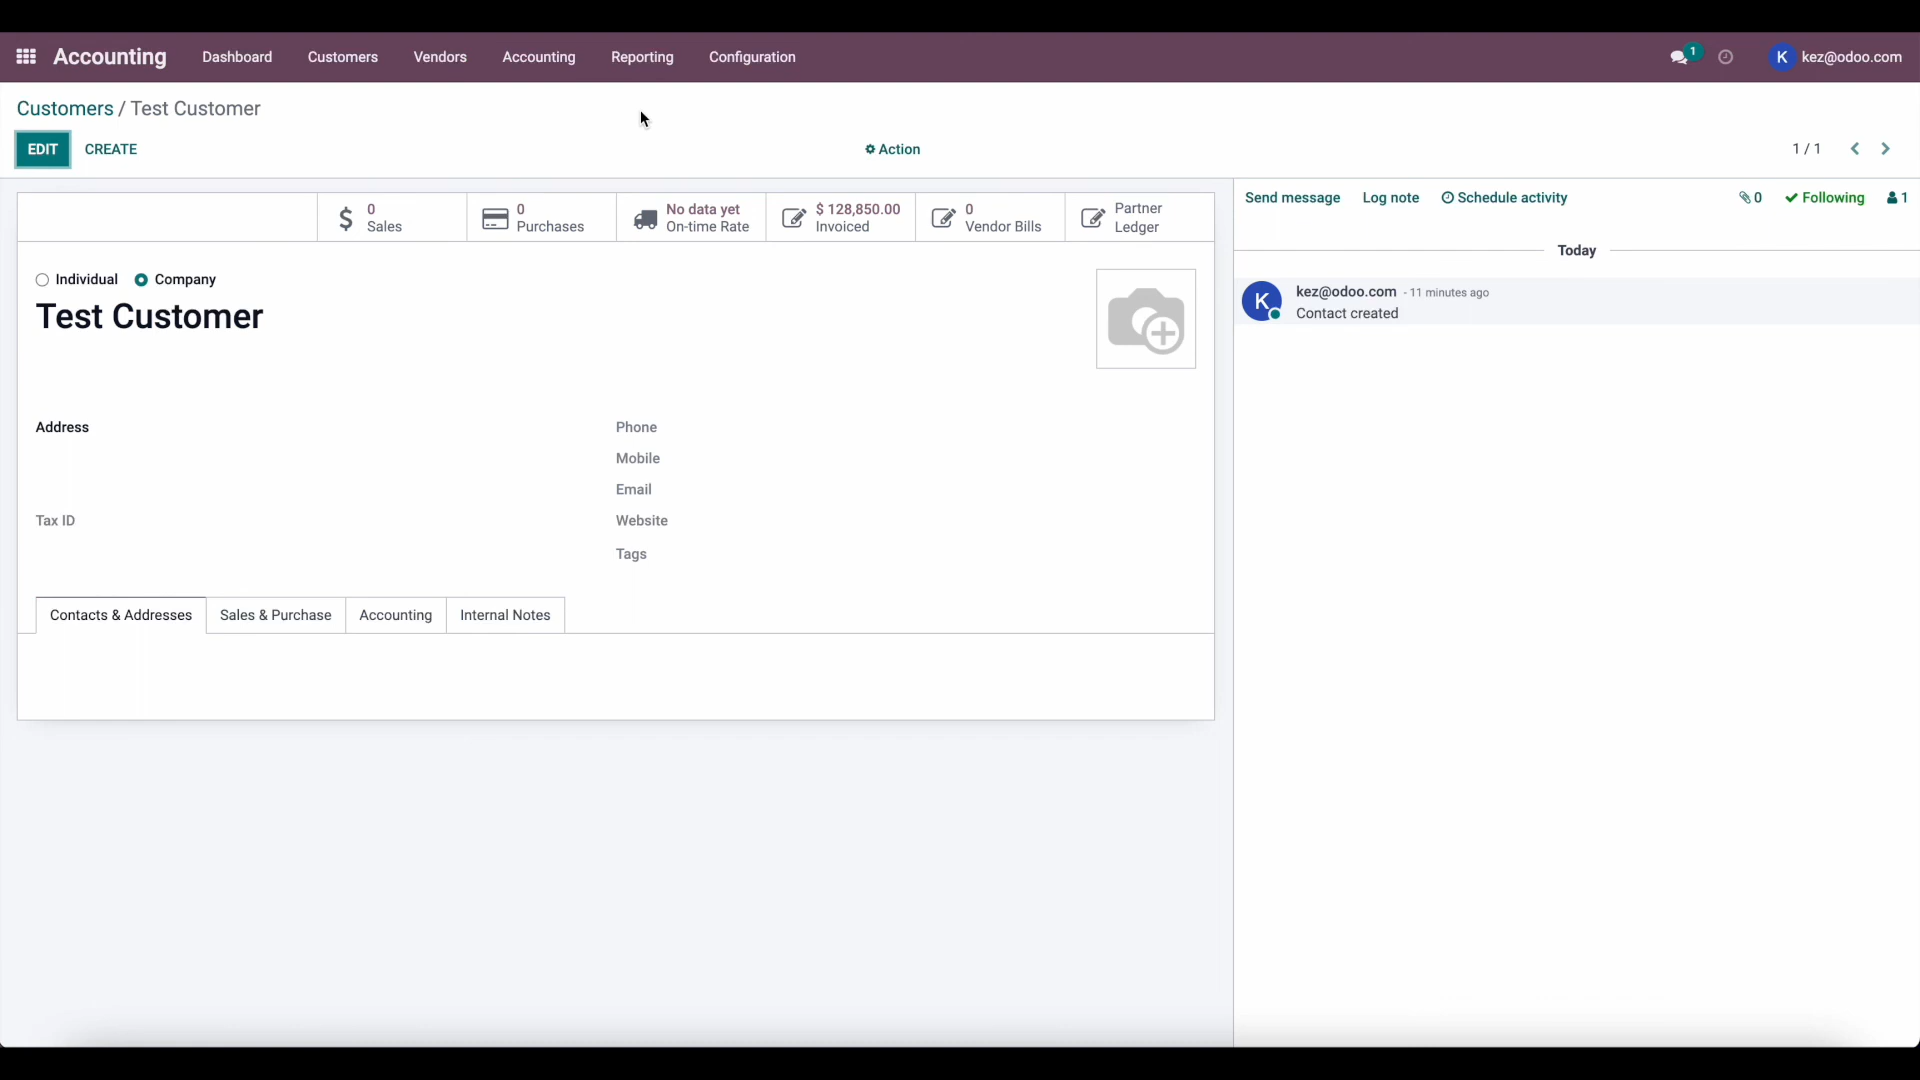 Accounting Dashboard Customers Vendors Accounting Reporting Configuration 1 K kez@odoo.com
Customers / Test Customer
EDIT CREATE Action 1 / 1
0 Sales
0 Purchases
No data yet On-time Rate
$ 128,850.00 Invoiced
0 Vendor Bills
Partner Ledger
Send message Log note Schedule activity 0 Following 1
Today
K kez@odoo.com - 11 minutes ago
Contact created
Individual Company
Test Customer
Address
Tax ID
Phone
Mobile
Email
Website
Tags
Contacts & Addresses Sales & Purchase Accounting Internal Notes